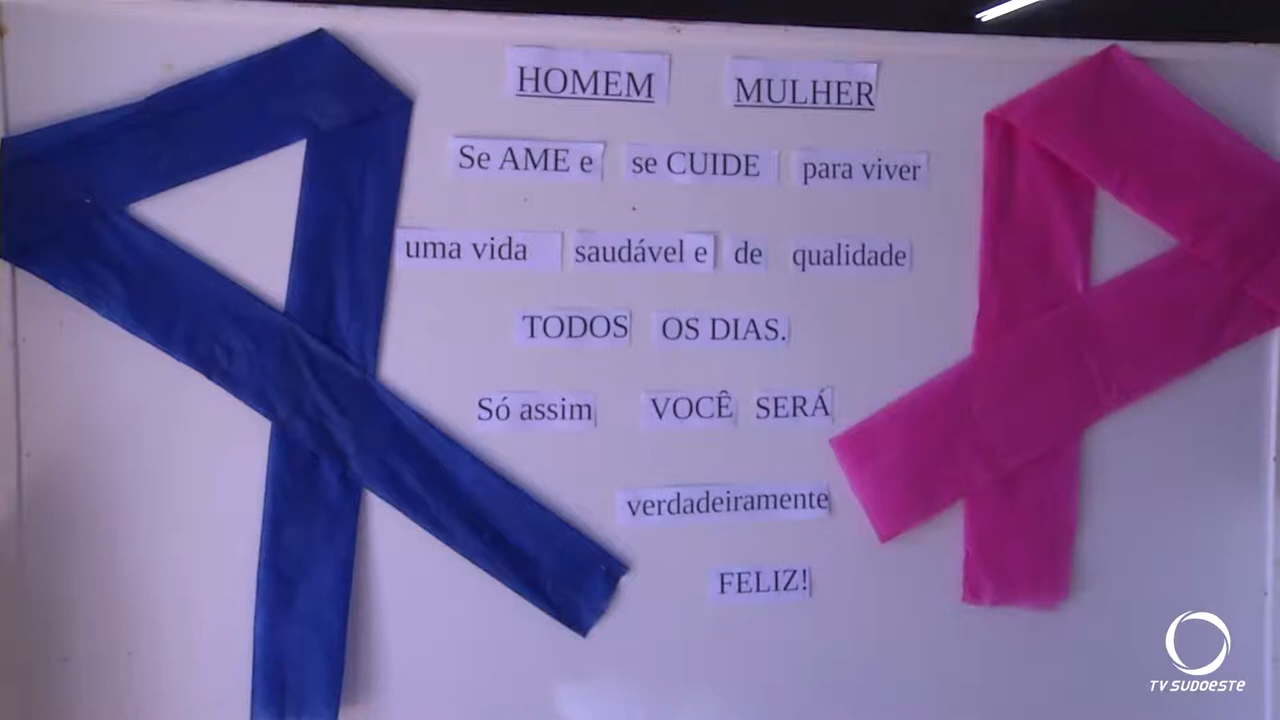 HOMEM MULHER
Se AME e se CUIDE para viver
uma vida saudável e de qualidade
TODOS OS DIAS.
Só assim VOCÊ SERÁ
verdadeiramente
FELIZ!
TV SUDOESTE